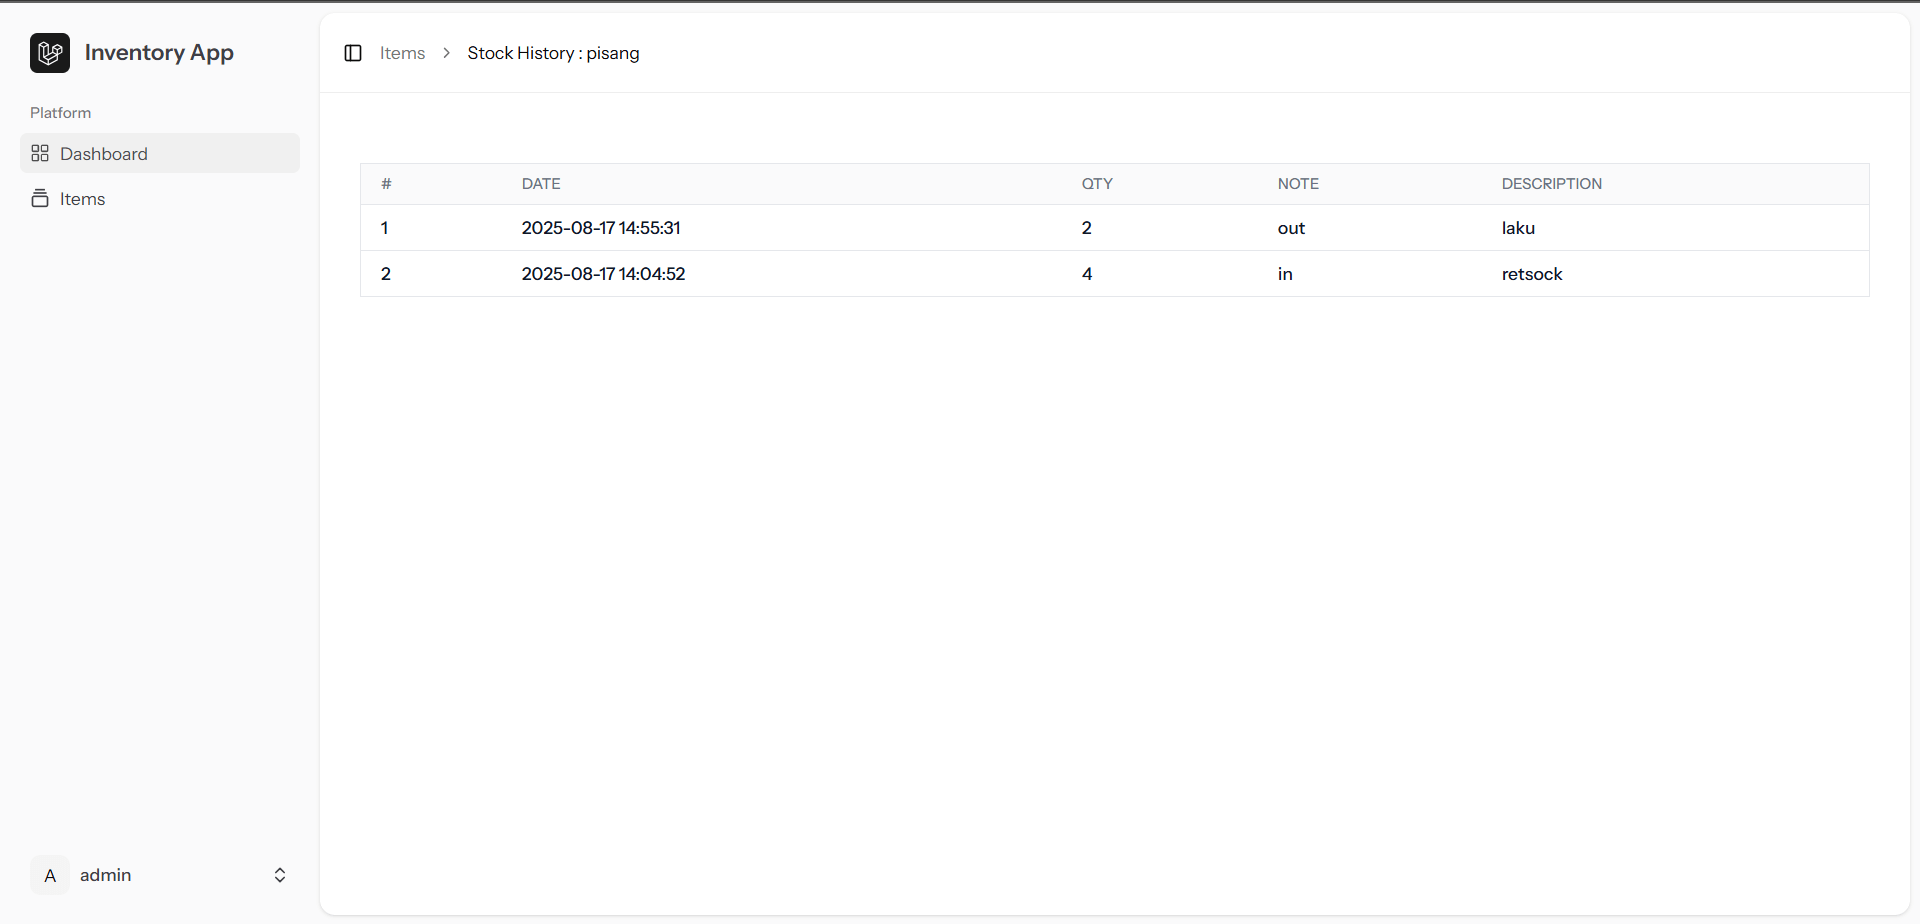 Inventory App
Platform
Dashboard
Items
A admin
Items > Stock History : pisang
# DATE QTY NOTE DESCRIPTION
1 2025-08-17 14:55:31 2 out laku
2 2025-08-17 14:04:52 4 in retsock